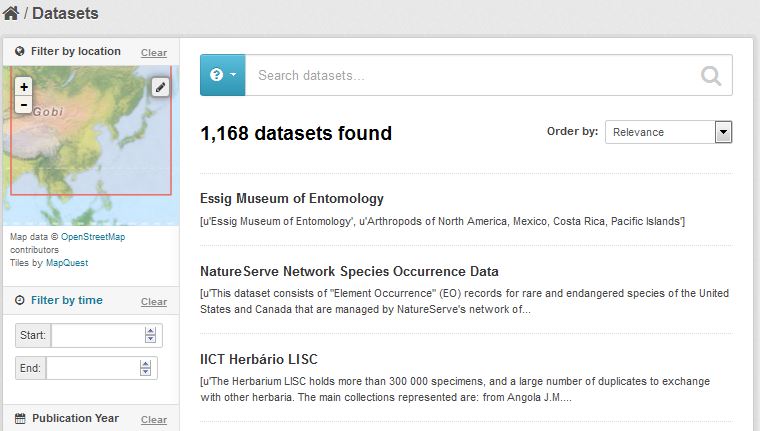 / Datasets
Filter by location Clear
+
-
Gobi
Map data © OpenStreetMap
contributors
Tiles by MapQuest
Filter by time Clear
Start:
End:
Publication Year Clear
? Search datasets...
1,168 datasets found Order by: Relevance
Essig Museum of Entomology
[u'Essig Museum of Entomology', u'Arthropods of North America, Mexico, Costa Rica, Pacific Islands']
NatureServe Network Species Occurrence Data
[u'This dataset consists of "Element Occurrence" (EO) records for rare and endangered species of the United
States and Canada that are managed by NatureServe's network of...
IICT Herbário LISC
[u'The Herbarium LISC holds more than 300 000 specimens, and a large number of duplicates to exchange
with other herbaria. The main collections represented are: from Angola J.M....